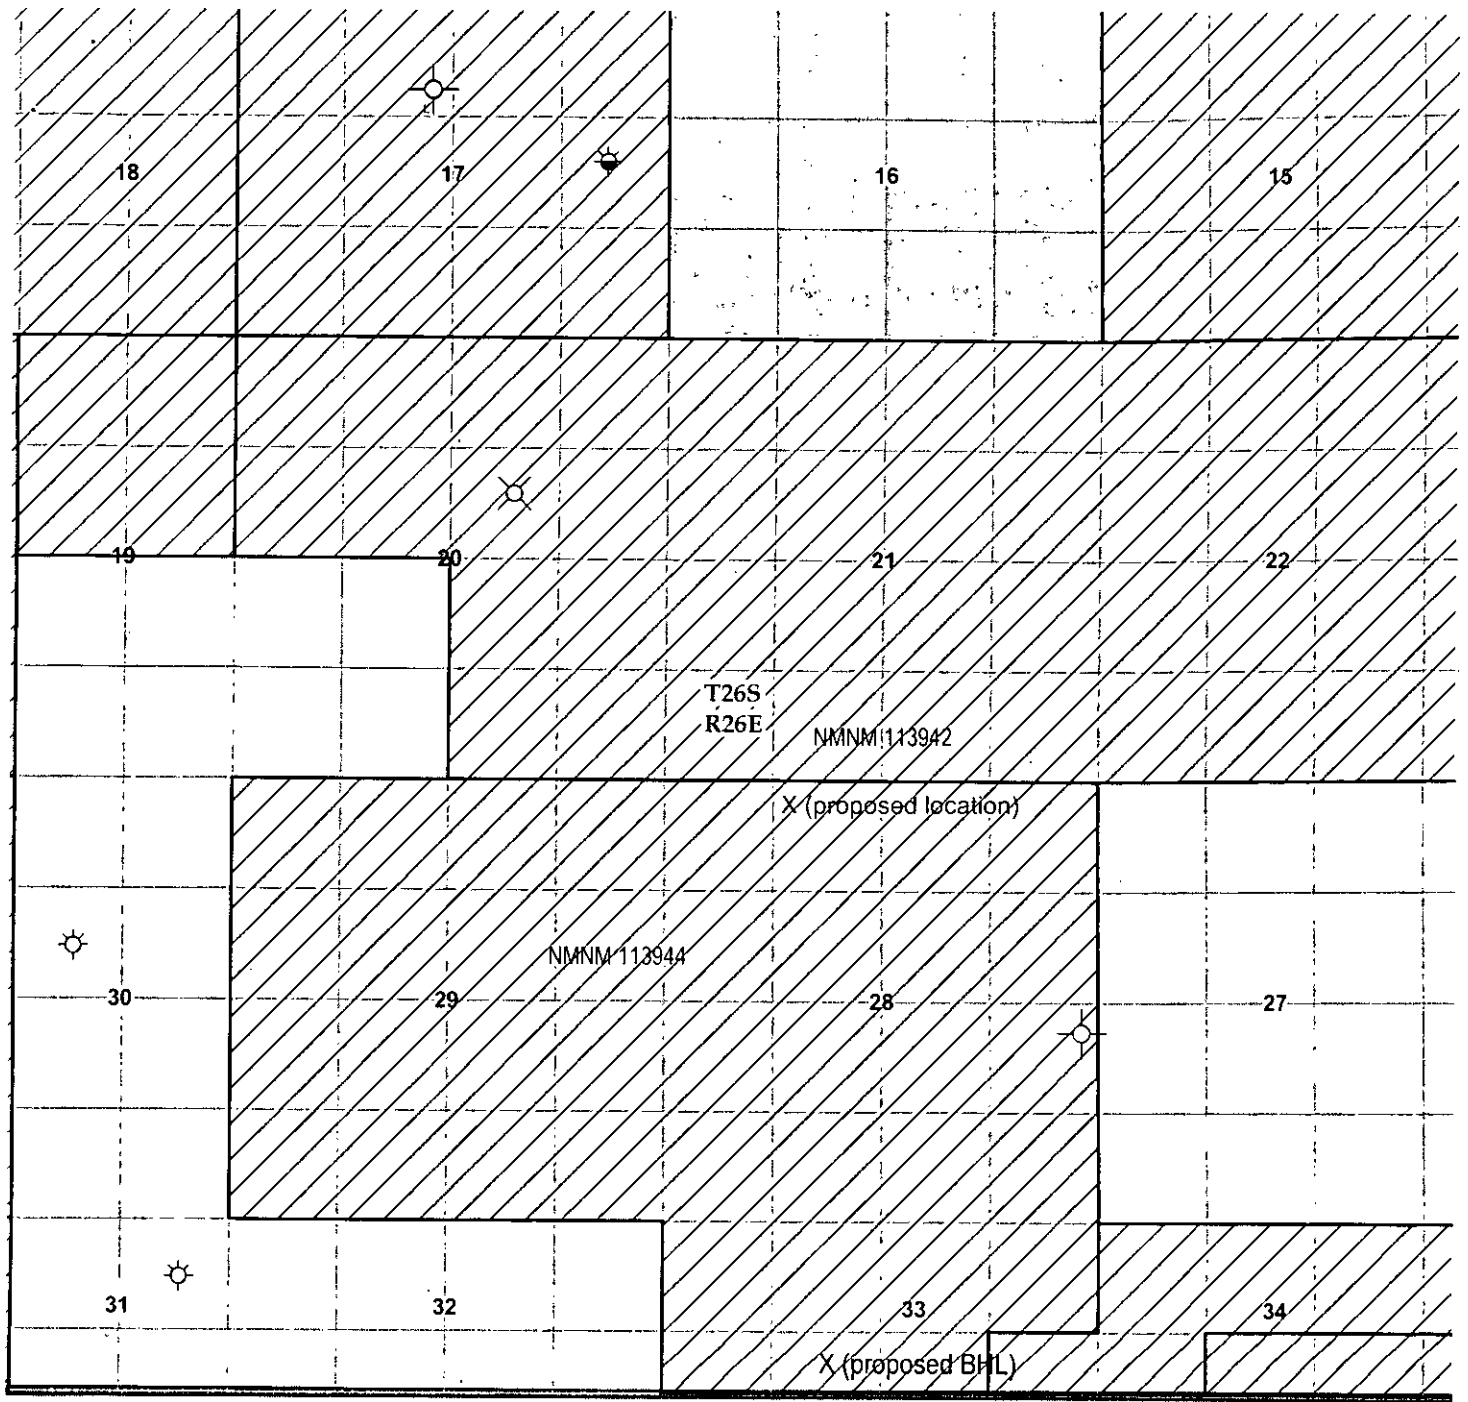 18 17 16 15
19 20 21 22
T26S
R26E
NMNM 113942
X (proposed location)
NMNM 113944
30 29 28 27
31 32 33 34
X (proposed BHL)